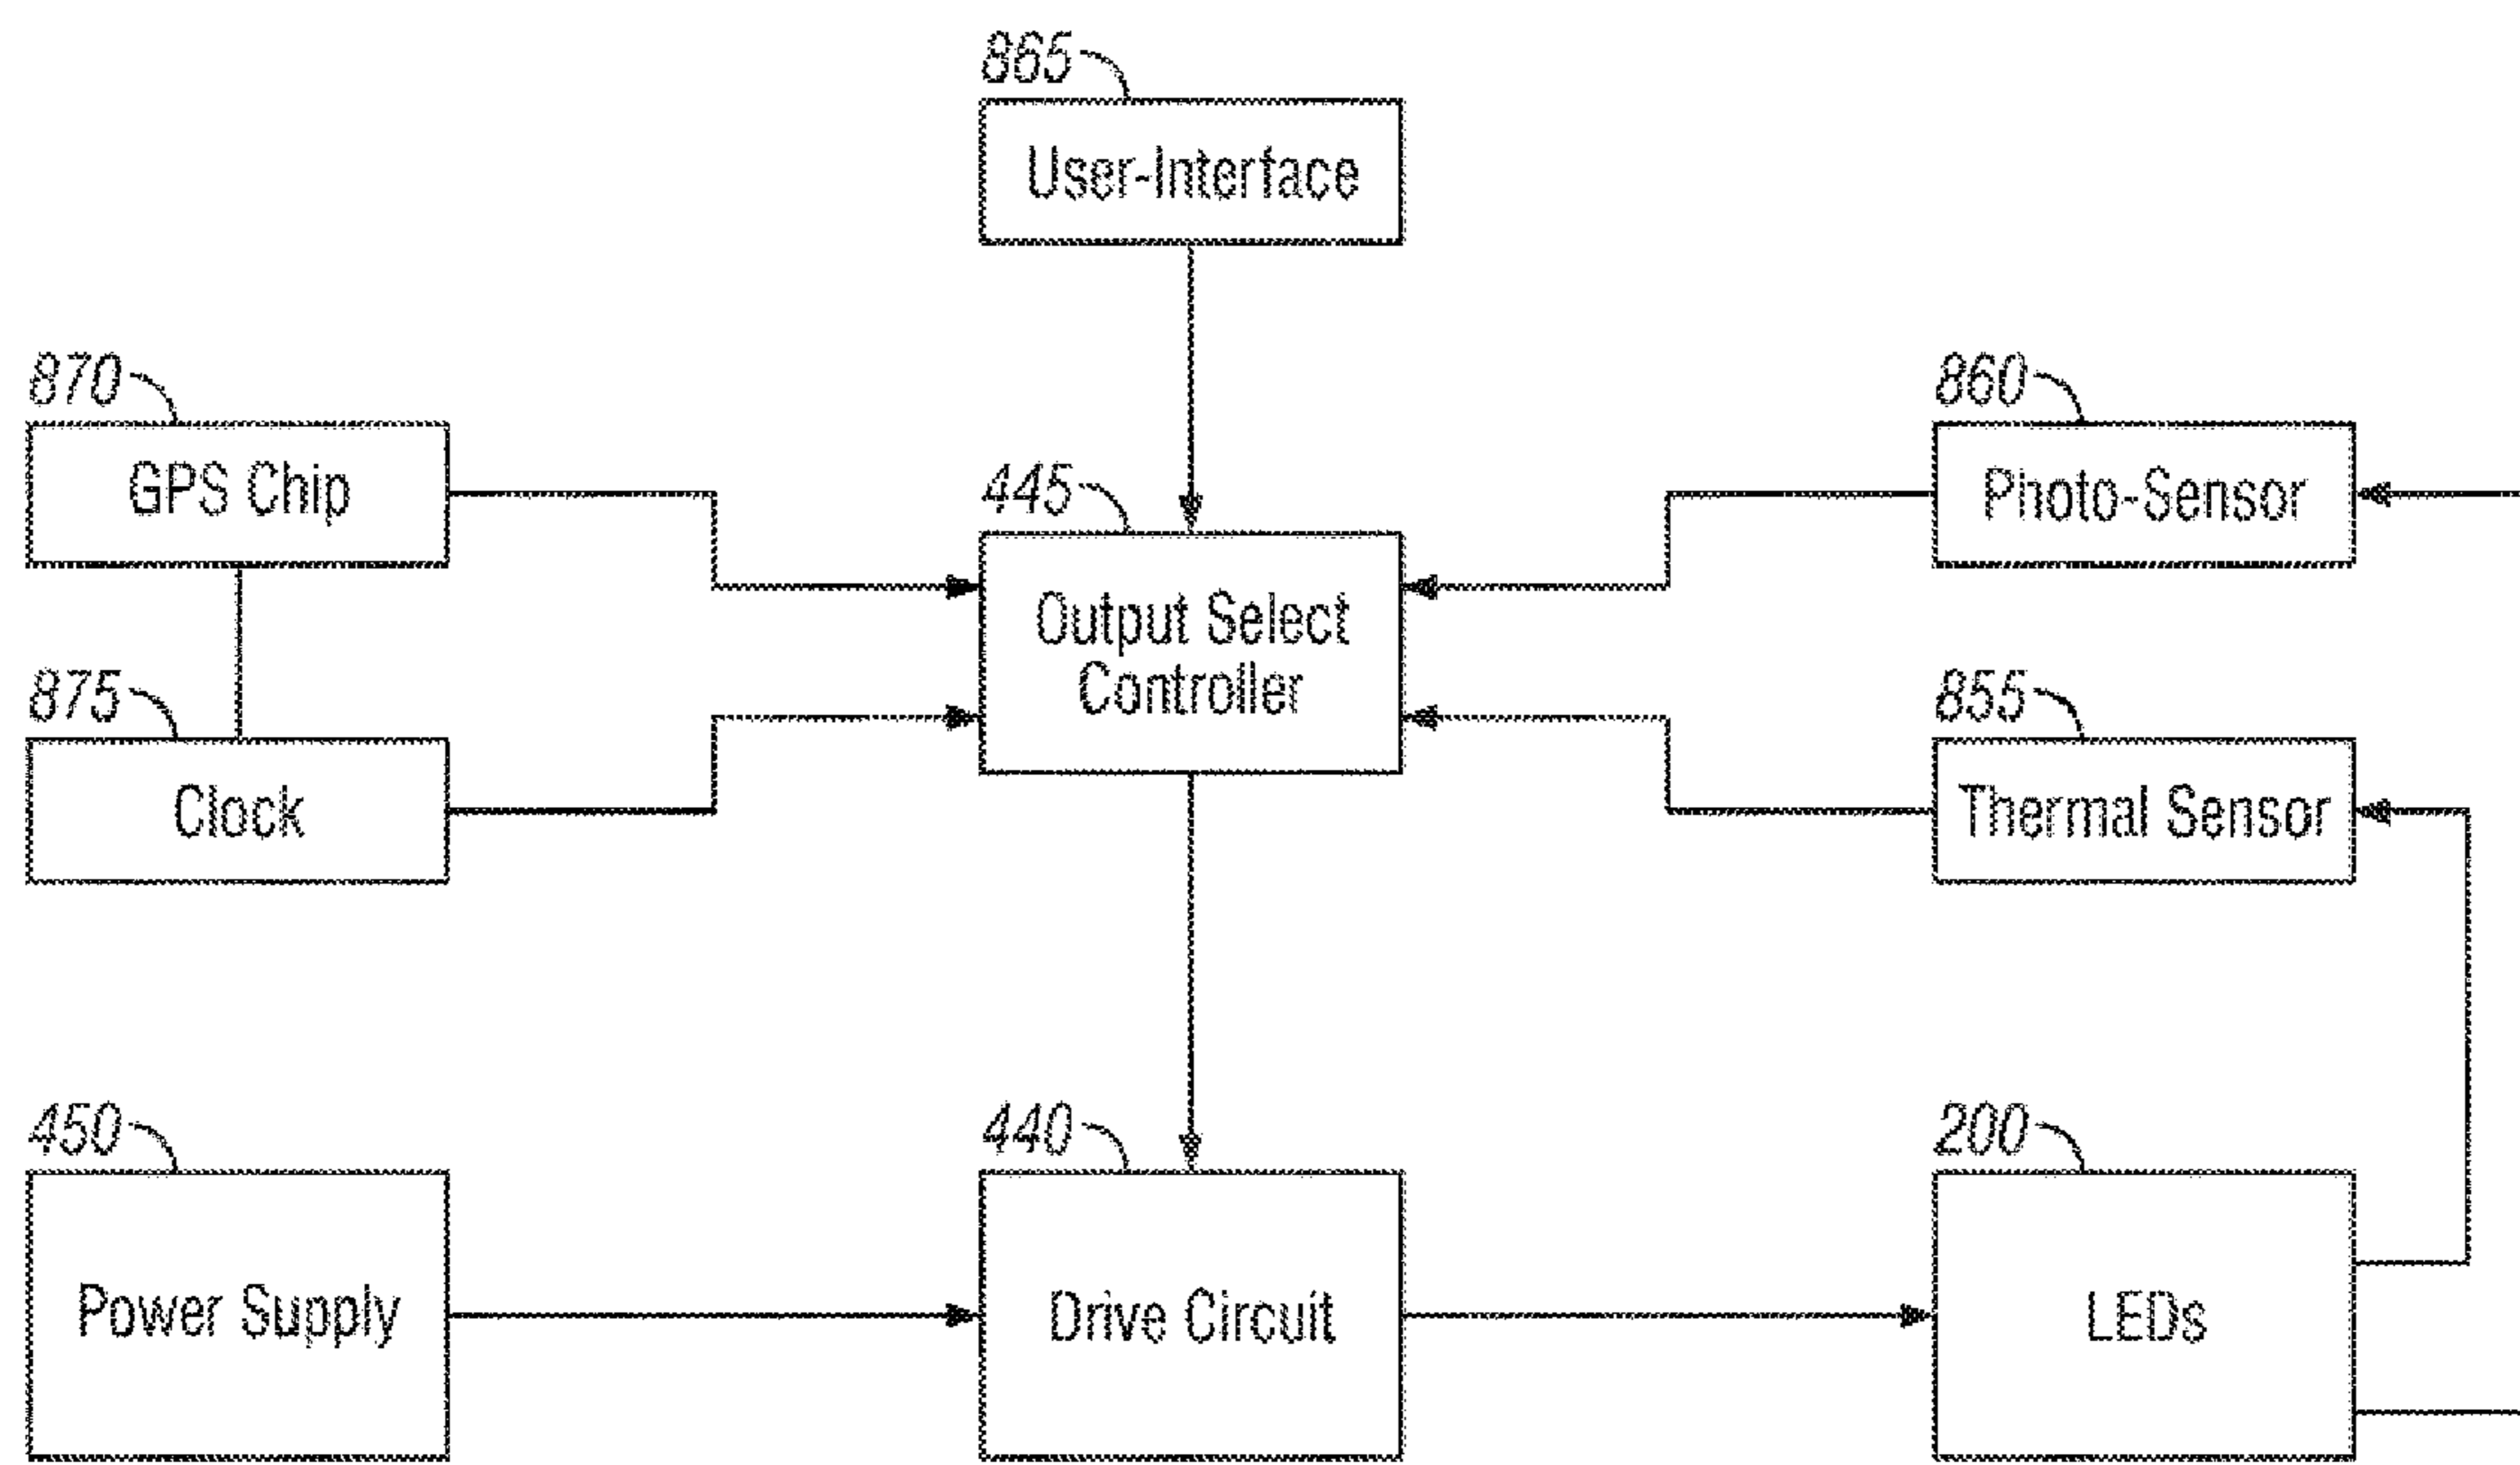 865
User-Interface
870
GPS Chip
445
Output Select
Controller
860
Photo-Sensor
875
Clock
855
Thermal Sensor
450
Power Supply
440
Drive Circuit
200
LEDs